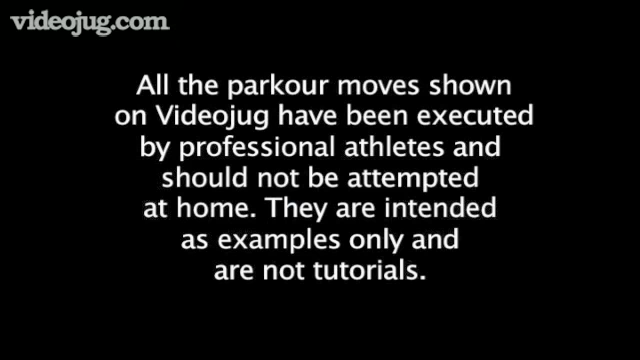 videojug.com
All the parkour moves shown
on Videojug have been executed
by professional athletes and
should not be attempted
at home. They are intended
as examples only and
are not tutorials.